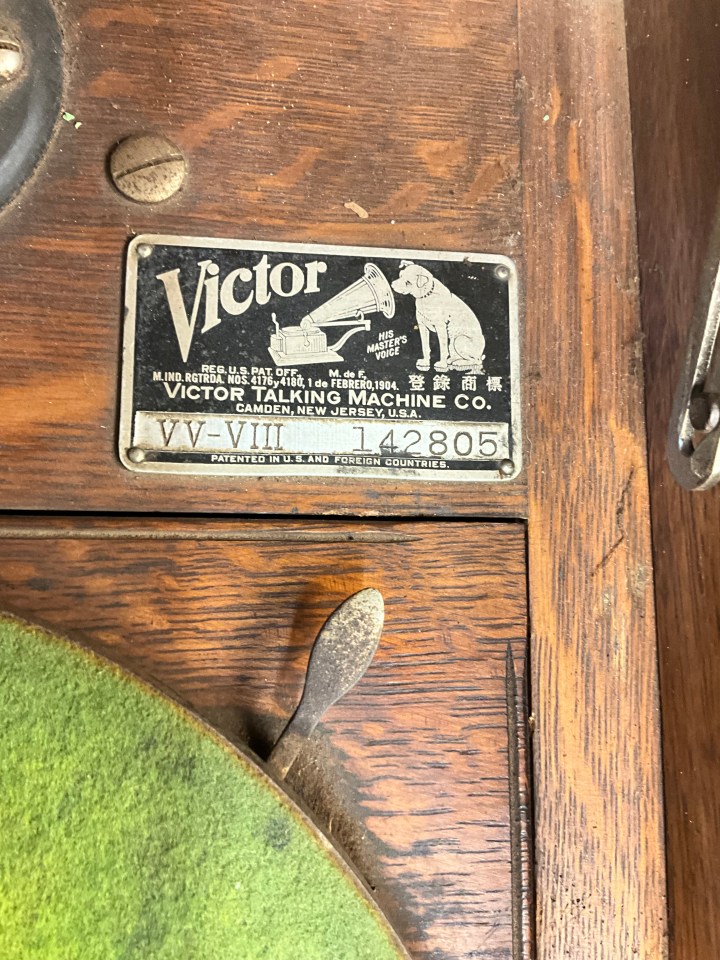 Victor
HIS
MASTER'S
VOICE
REG. U.S. PAT. OFF. M. de F.
M. IND. RGTRDA. NOS. 4176 y 4180, 1 de FEBRERO, 1904. 登錄商標
VICTOR TALKING MACHINE CO.
CAMDEN, NEW JERSEY, U.S.A.
VV-VIII 142805
PATENTED IN U.S. AND FOREIGN COUNTRIES.